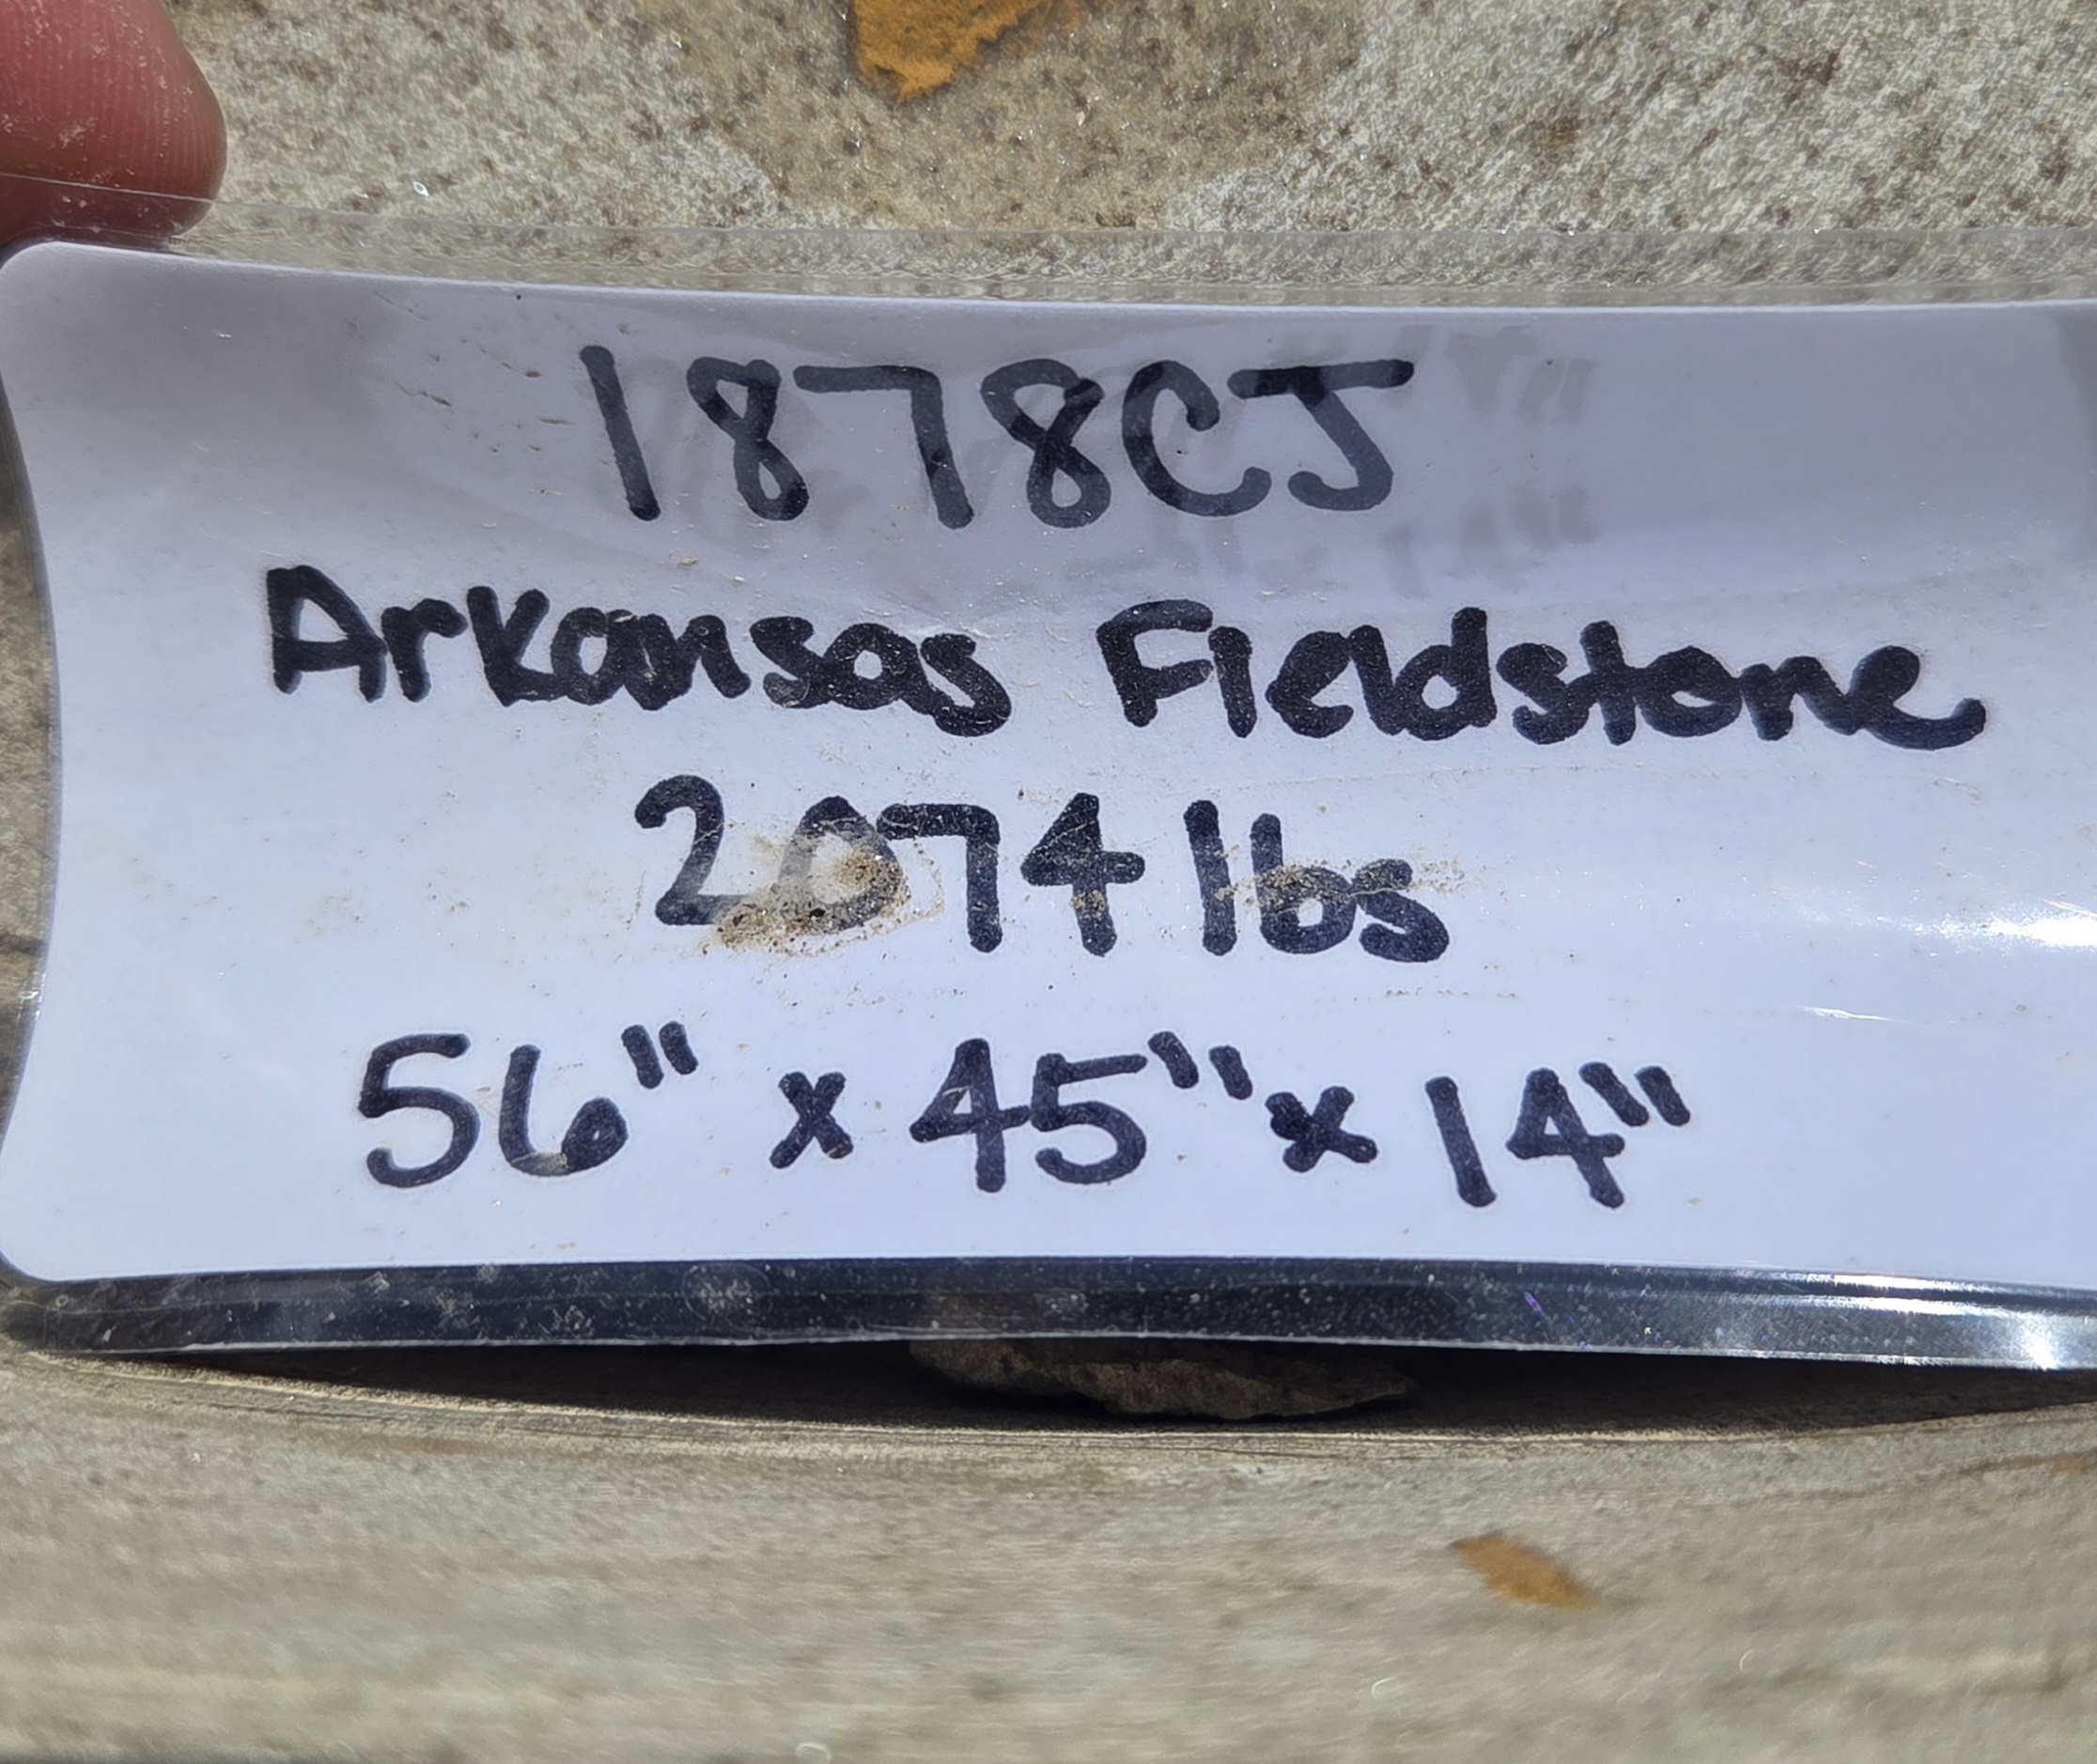 1878CJ
Arkansas Fieldstone
2074 lbs
56" x 45" x 14"